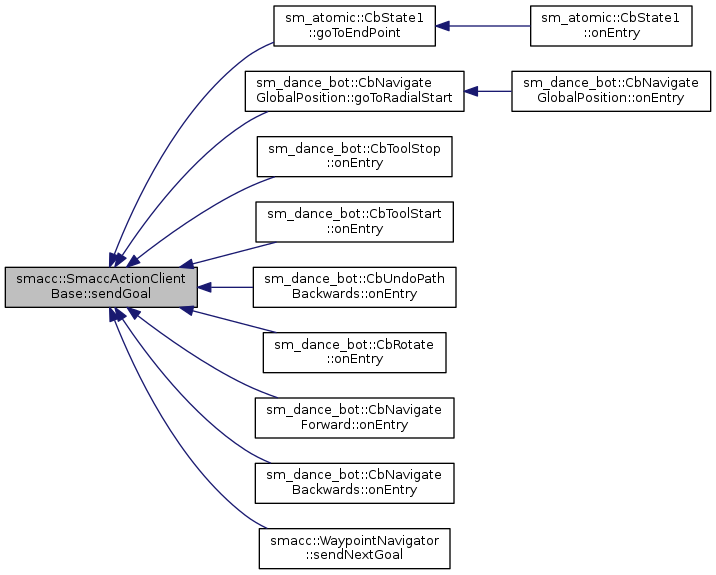 sm_atomic::CbState1
::goToEndPoint
sm_atomic::CbState1
::onEntry
sm_dance_bot::CbNavigate
GlobalPosition::goToRadialStart
sm_dance_bot::CbNavigate
GlobalPosition::onEntry
sm_dance_bot::CbToolStop
::onEntry
sm_dance_bot::CbToolStart
::onEntry
smacc::SmaccActionClient
Base::sendGoal
sm_dance_bot::CbUndoPath
Backwards::onEntry
sm_dance_bot::CbRotate
::onEntry
sm_dance_bot::CbNavigate
Forward::onEntry
sm_dance_bot::CbNavigate
Backwards::onEntry
smacc::WaypointNavigator
::sendNextGoal